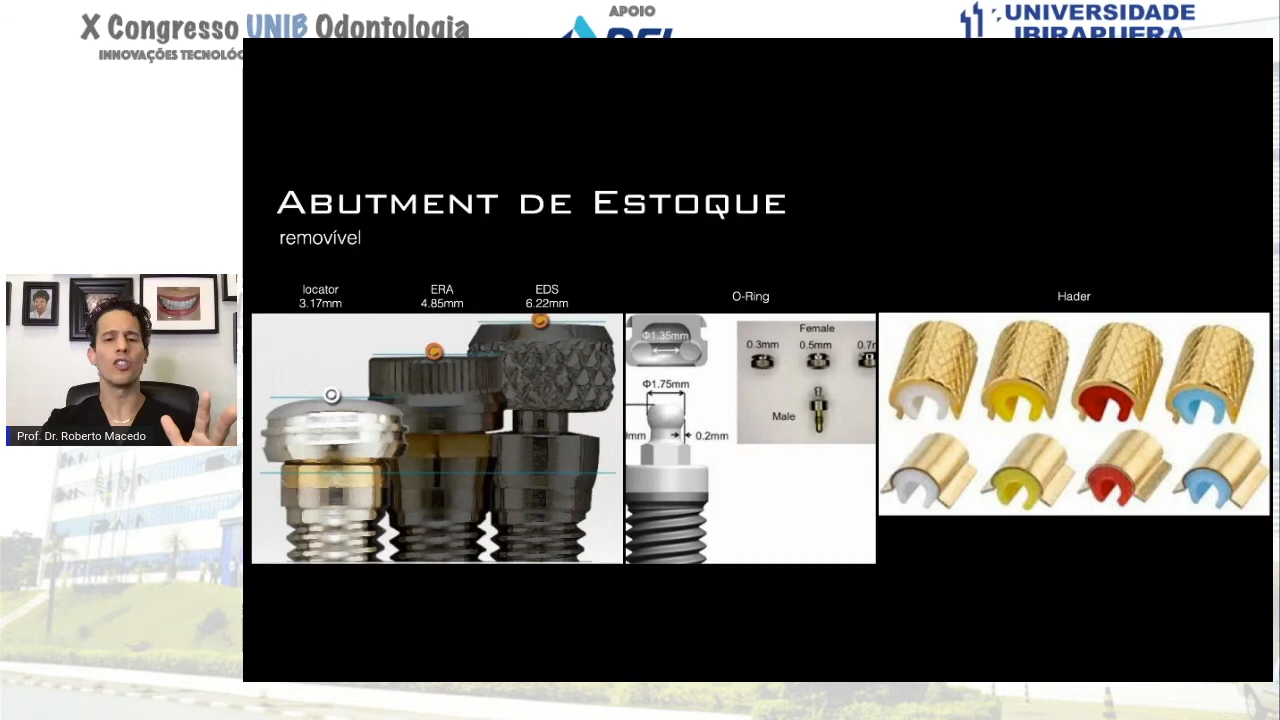 X Congresso UNIB Odontologia
INNOVAÇÕES
APOIO
UNIVERSIDADE
IBIRAPUERA
ABUTMENT DE ESTOQUE
removível
locator
3.17mm
ERA
4.85mm
EDS
6.22mm
O-Ring
Hader
Φ1.35mm
Φ1.75mm
0.2mm
Female
0.3mm
0.5mm
Male
Prof. Dr. Roberto Macedo